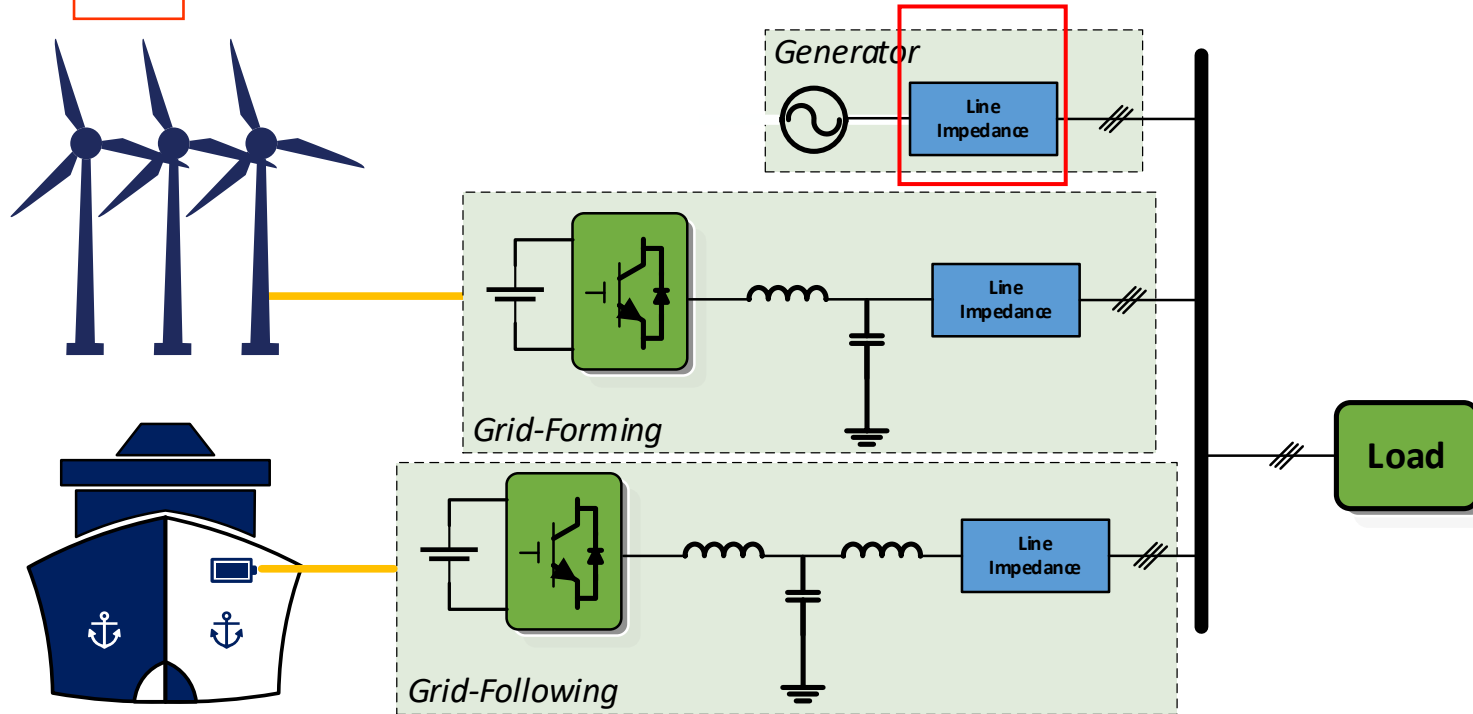 Generator
Line
Impedance
Line
Impedance
Grid-Forming
Load
Line
Impedance
Grid-Following